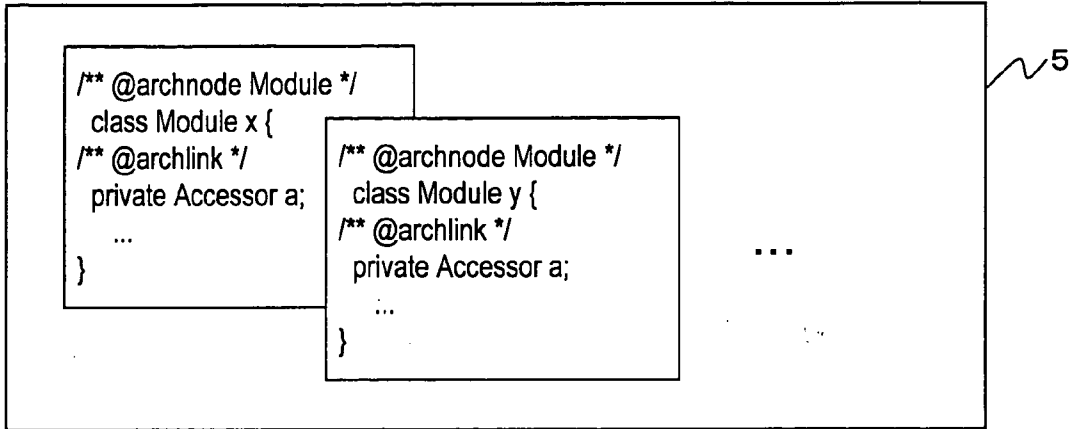 /** @archnode Module */
class Module x {
/** @archlink */
private Accessor a;
...
}
/** @archnode Module */
class Module y {
/** @archlink */
private Accessor a;
...
}
...
5